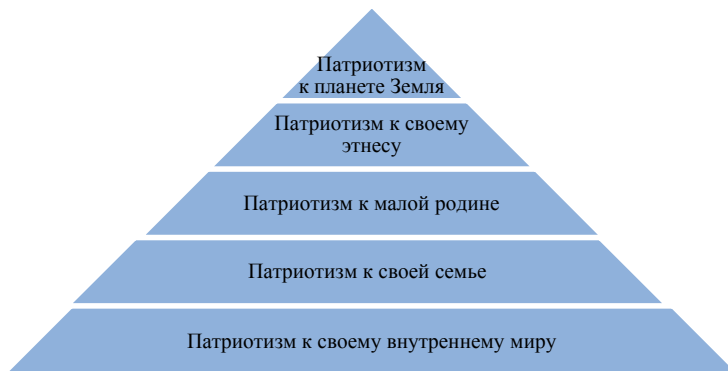 Патриотизм
к планете Земля
Патриотизм к своему
этнесу
Патриотизм к малой родине
Патриотизм к своей семье
Патриотизм к своему внутреннему миру